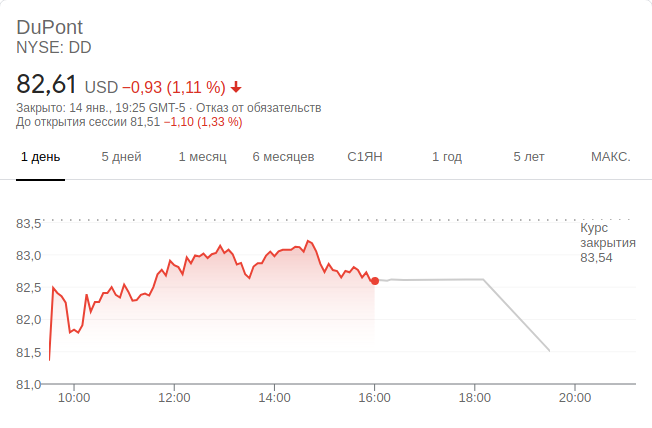 DuPont
NYSE: DD
82,61 USD −0,93 (1,11 %)
Закрыто: 14 янв., 19:25 GMT-5 · Отказ от обязательств
До открытия сессии 81,51 −1,10 (1,33 %)
1 день 5 дней 1 месяц 6 месяцев С1ЯН 1 год 5 лет МАКС.
83,5
Курс
закрытия
83,54
83,0
82,5
82,0
81,5
81,0
10:00 12:00 14:00 16:00 18:00 20:00